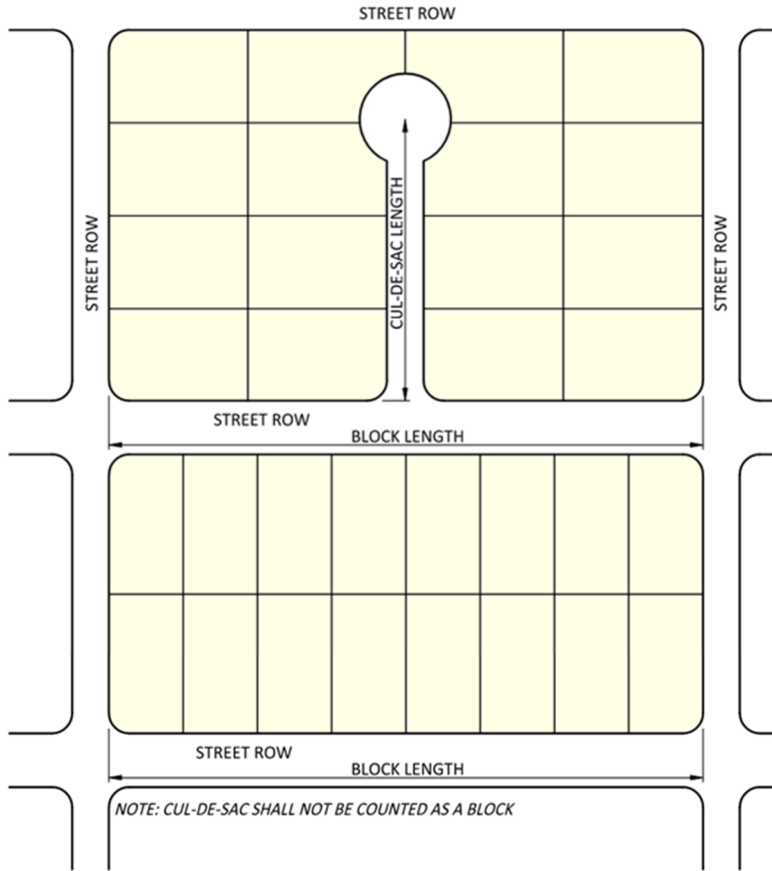 STREET ROW
STREET ROW
CUL-DE-SAC LENGTH
STREET ROW
STREET ROW
BLOCK LENGTH
STREET ROW
BLOCK LENGTH
NOTE: CUL-DE-SAC SHALL NOT BE COUNTED AS A BLOCK